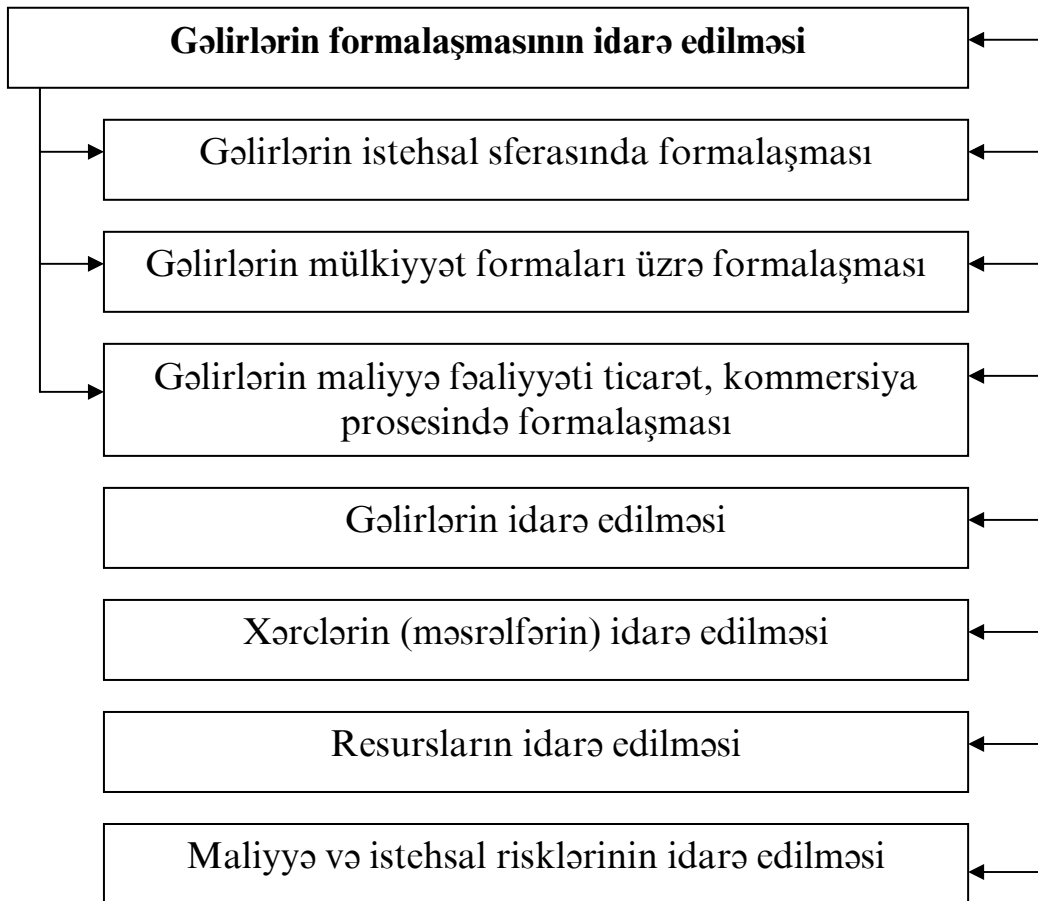 Gəlirlərin formalaşmasının idarə edilməsi
Gəlirlərin istehsal sferasında formalaşması
Gəlirlərin mülkiyyət formaları üzrə formalaşması
Gəlirlərin maliyyə fəaliyyəti ticarət, kommersiya
prosesində formalaşması
Gəlirlərin idarə edilməsi
Xərclərin (məsrəlfərin) idarə edilməsi
Resursların idarə edilməsi
Maliyyə və istehsal risklərinin idarə edilməsi